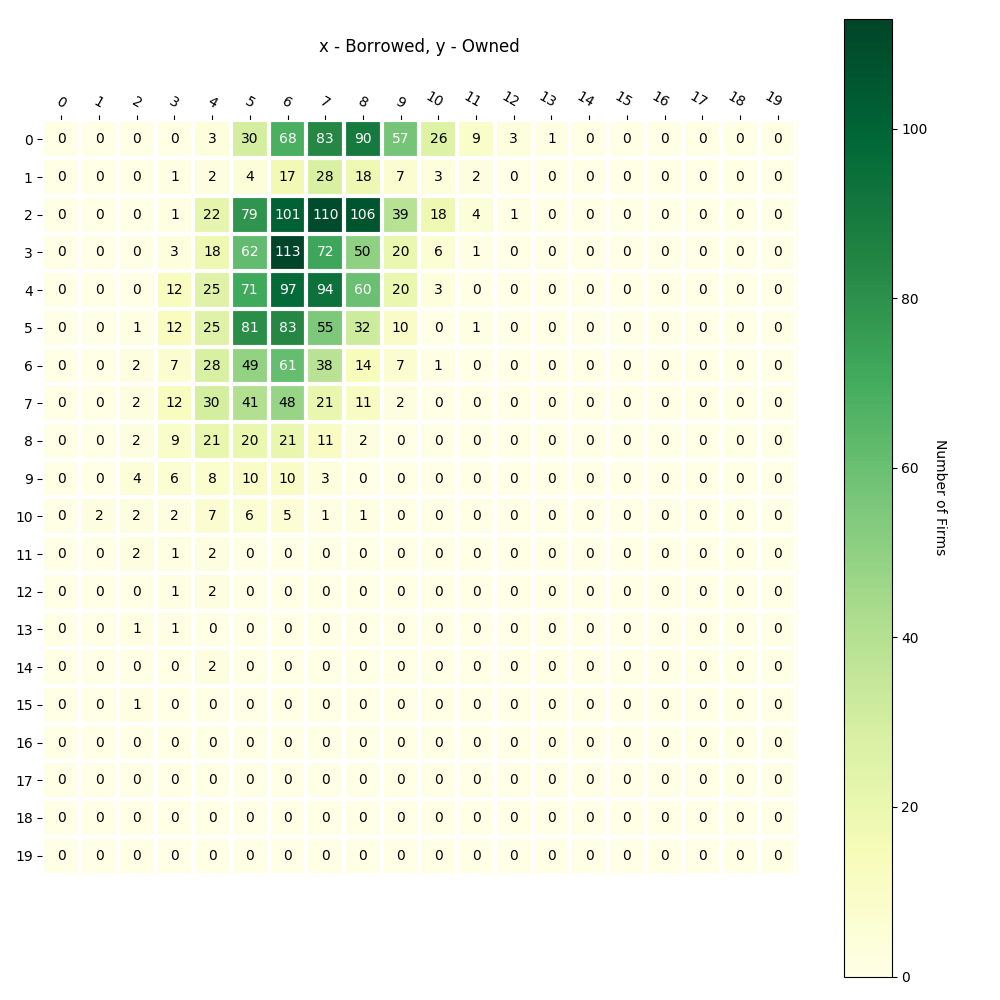 x - Borrowed, y - Owned
0 1 2 3 4 5 6 7 8 9 10 11 12 13 14 15 16 17 18 19
0 0 0 0 0 3 30 68 83 90 57 26 9 3 1 0 0 0 0 0 0
1 0 0 0 1 2 4 17 28 18 7 3 2 0 0 0 0 0 0 0 0
2 0 0 0 1 22 79 101 110 106 39 18 4 1 0 0 0 0 0 0 0
3 0 0 0 3 18 62 113 72 50 20 6 1 0 0 0 0 0 0 0 0
4 0 0 0 12 25 71 97 94 60 20 3 0 0 0 0 0 0 0 0 0
5 0 0 1 12 25 81 83 55 32 10 0 1 0 0 0 0 0 0 0 0
6 0 0 2 7 28 49 61 38 14 7 1 0 0 0 0 0 0 0 0 0
7 0 0 2 12 30 41 48 21 11 2 0 0 0 0 0 0 0 0 0 0
8 0 0 2 9 21 20 21 11 2 0 0 0 0 0 0 0 0 0 0 0
9 0 0 4 6 8 10 10 3 0 0 0 0 0 0 0 0 0 0 0 0
10 0 2 2 2 7 6 5 1 1 0 0 0 0 0 0 0 0 0 0 0
11 0 0 2 1 2 0 0 0 0 0 0 0 0 0 0 0 0 0 0 0
12 0 0 0 1 2 0 0 0 0 0 0 0 0 0 0 0 0 0 0 0
13 0 0 1 1 0 0 0 0 0 0 0 0 0 0 0 0 0 0 0 0
14 0 0 0 0 2 0 0 0 0 0 0 0 0 0 0 0 0 0 0 0
15 0 0 1 0 0 0 0 0 0 0 0 0 0 0 0 0 0 0 0 0
16 0 0 0 0 0 0 0 0 0 0 0 0 0 0 0 0 0 0 0 0
17 0 0 0 0 0 0 0 0 0 0 0 0 0 0 0 0 0 0 0 0
18 0 0 0 0 0 0 0 0 0 0 0 0 0 0 0 0 0 0 0 0
19 0 0 0 0 0 0 0 0 0 0 0 0 0 0 0 0 0 0 0 0
100
80
60
40
20
0
Number of Firms